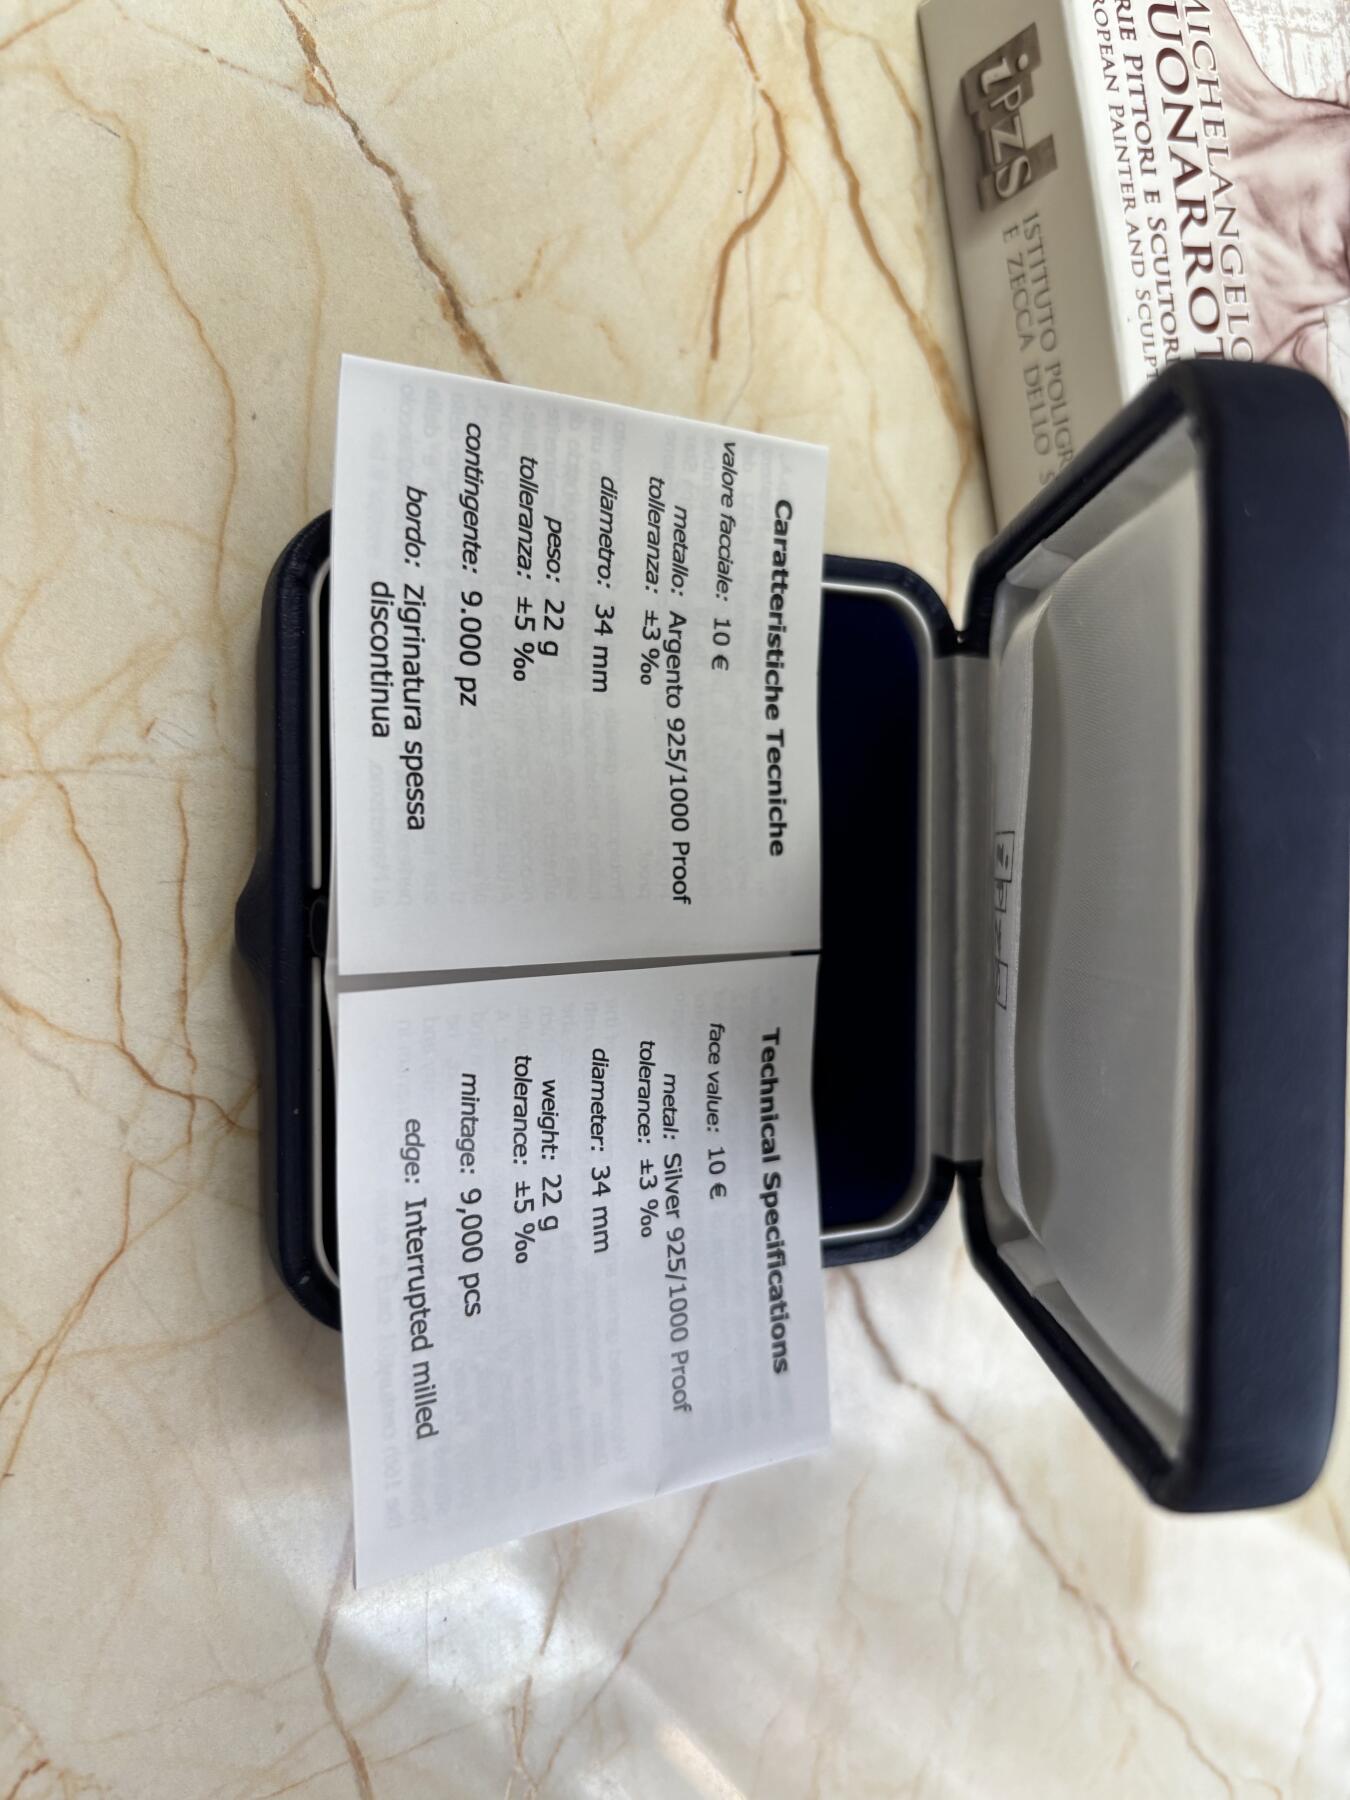 Caratteristiche Tecniche
valore facciale: 10 €
metallo: Argento 925/1000 Proof
tolleranza: ±3 ‰
diametro: 34 mm
peso: 22 g
tolleranza: ±5 ‰
contingente: 9.000 pz
bordo: Zigrinatura spessa
discontinua
Technical Specifications
face value: 10 €
metal: Silver 925/1000 Proof
tolerance: ±3 ‰
diameter: 34 mm
weight: 22 g
tolerance: ±5 ‰
mintage: 9,000 pcs
edge: Interrupted milled
MICHELANGELO
UONARROT
RIE PITTORI E SCULTORI
ROPEAN PAINTER AND SCULPT
iPZS
ISTITUTO POLIGR
E ZECCA DELLO S